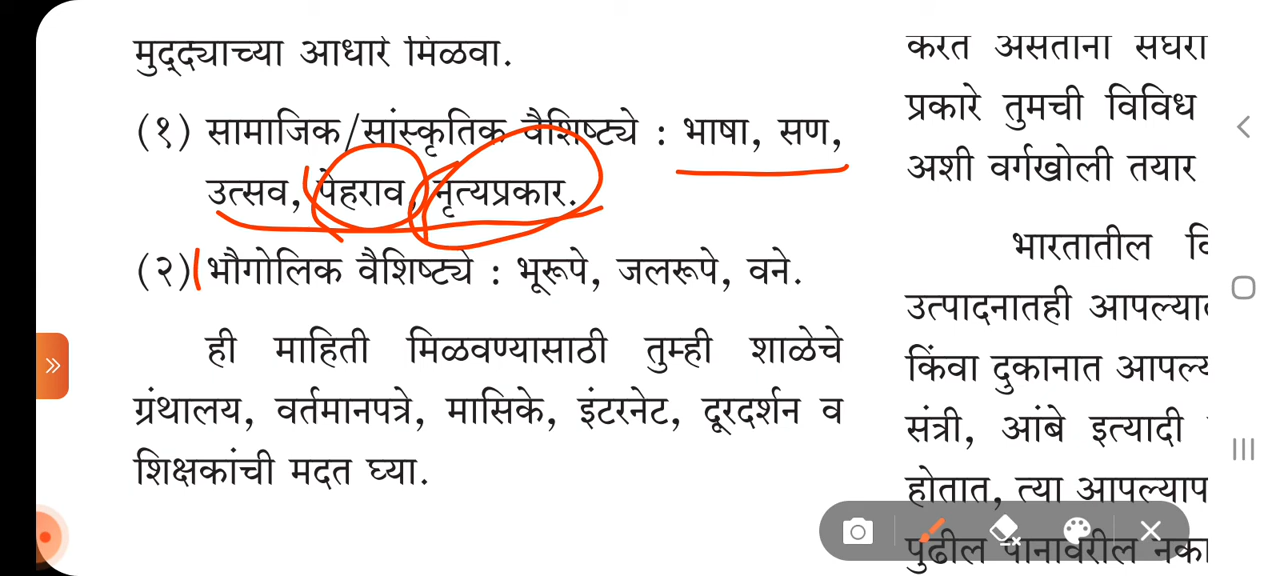 मुद्द्याच्या आधारे मिळवा.
(१) सामाजिक/सांस्कृतिक वैशिष्ट्ये : भाषा, सण,
उत्सव, पेहराव, नृत्यप्रकार.
(२) भौगोलिक वैशिष्ट्ये : भूरूपे, जलरूपे, वने.
ही माहिती मिळवण्यासाठी तुम्ही शाळेचे
ग्रंथालय, वर्तमानपत्रे, मासिके, इंटरनेट, दूरदर्शन व
शिक्षकांची मदत घ्या.
करत असताना
प्रकारे तुमची विविध
अशी वर्गखोली तयार
भारतातील वि
उत्पादनातही
किंवा दुकानात
संत्री, आंबे इत्यादी
होतात, त्या
पुढील पानावरील